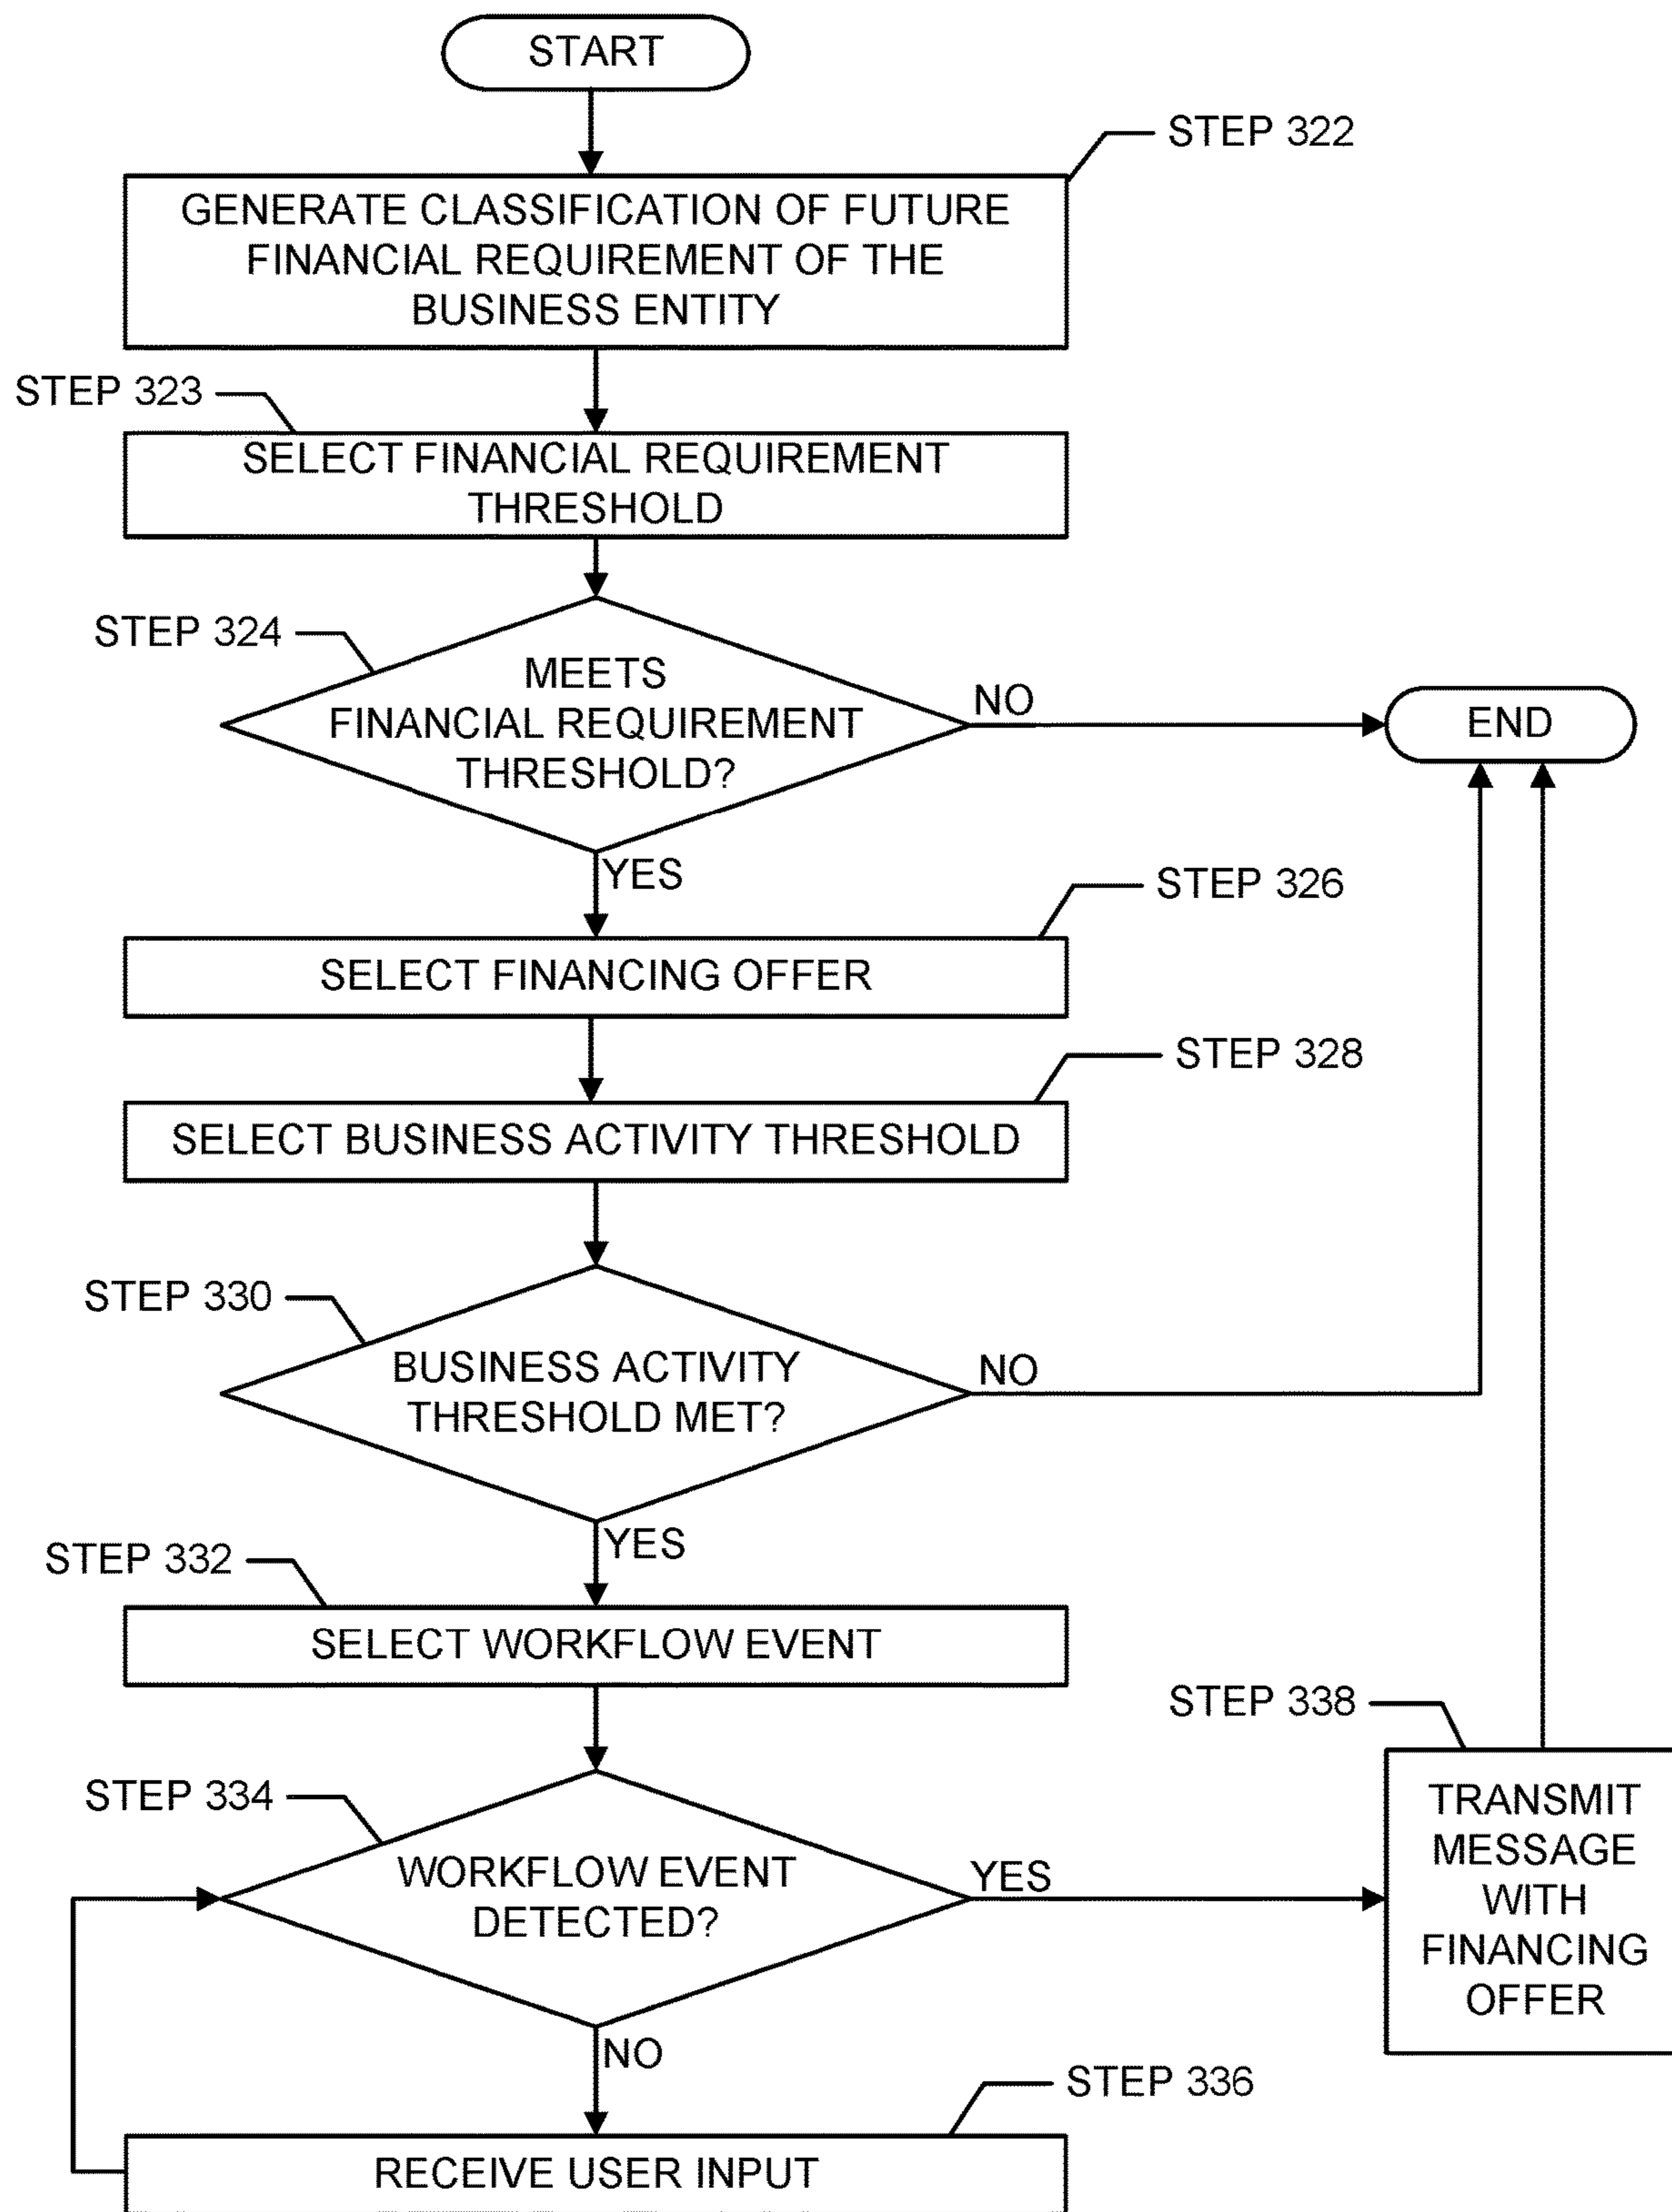 START
STEP 322
GENERATE CLASSIFICATION OF FUTURE
FINANCIAL REQUIREMENT OF THE
BUSINESS ENTITY
STEP 323
SELECT FINANCIAL REQUIREMENT
THRESHOLD
STEP 324
MEETS
FINANCIAL REQUIREMENT
THRESHOLD?
NO
END
YES
STEP 326
SELECT FINANCING OFFER
STEP 328
SELECT BUSINESS ACTIVITY THRESHOLD
STEP 330
BUSINESS ACTIVITY
THRESHOLD MET?
NO
YES
STEP 332
SELECT WORKFLOW EVENT
STEP 338
TRANSMIT
MESSAGE
WITH
FINANCING
OFFER
STEP 334
WORKFLOW EVENT
DETECTED?
YES
NO
STEP 336
RECEIVE USER INPUT